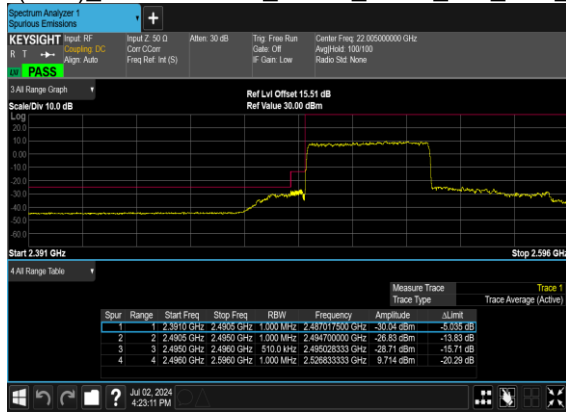 Spectrum Analyzer 1
Spurious Emissions
+
KEYSIGHT Input: RF Input Z: 50 Ω Atten: 30 dB Trig: Free Run Center Freq: 22.005000000 GHz
R T Coupling: DC Corr CCorr Gate: Off Avg|Hold: 100/100
Align: Auto Freq Ref: Int (S) IF Gain: Low Radio Std: None
PASS
3 All Range Graph
Ref Lvl Offset 15.51 dB
Scale/Div 10.0 dB Ref Value 30.00 dBm
Log
20.0
10.0
0.00
-10.0
-20.0
-30.0
-40.0
-50.0
-60.0
Start 2.391 GHz Stop 2.596 GHz
4 All Range Table
Measure Trace Trace 1
Trace Type Trace Average (Active)
Spur Range Start Freq Stop Freq RBW Frequency Amplitude ΔLimit
1 1 2.3910 GHz 2.4905 GHz 1.000 MHz 2.487017500 GHz -30.04 dBm -5.035 dB
2 2 2.4905 GHz 2.4950 GHz 1.000 MHz 2.494700000 GHz -26.83 dBm -13.83 dB
3 3 2.4950 GHz 2.4960 GHz 510.0 kHz 2.495028333 GHz -28.71 dBm -15.71 dB
4 4 2.4960 GHz 2.5960 GHz 1.000 MHz 2.526833333 GHz 9.714 dBm -20.29 dB
? Jul 02, 2024
4:23:11 PM